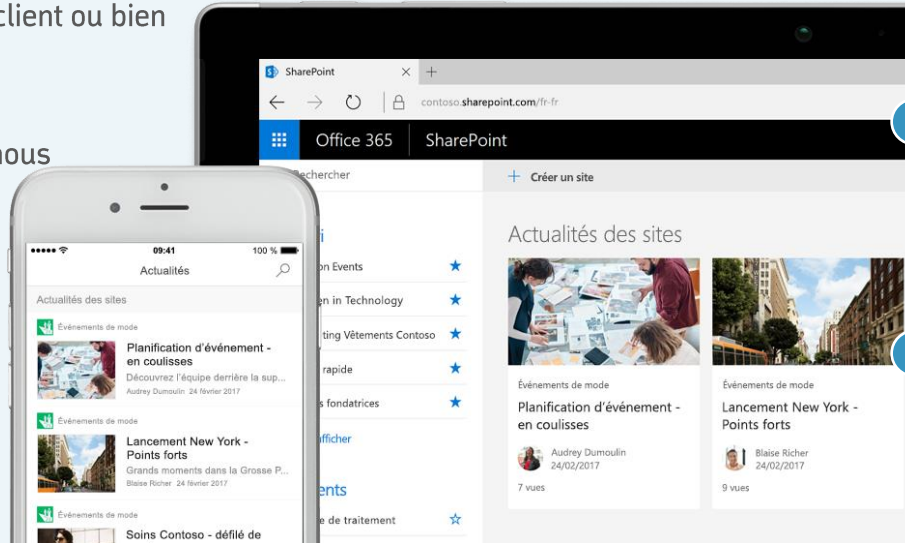 client ou bien
nous
SharePoint
contoso.sharepoint.com/fr-fr
Office 365 SharePoint
Rechercher
Créer un site
Actualités des sites
Événements de mode
Planification d'événement -
en coulisses
Audrey Dumoulin
24/02/2017
7 vues
Événements de mode
Lancement New York -
Points forts
Blaise Richer
24/02/2017
9 vues
on Events
en in Technology
ting Vêtements Contoso
rapide
s fondatrices
afficher
ents
e de traitement
09:41
100 %
Actualités
Actualités des sites
Événements de mode
Planification d'événement -
en coulisses
Découvrez l'équipe derrière la sup...
Audrey Dumoulin 24 février 2017
Événements de mode
Lancement New York -
Points forts
Grands moments dans la Grosse P...
Blaise Richer 24 février 2017
Événements de mode
Soins Contoso - défilé de